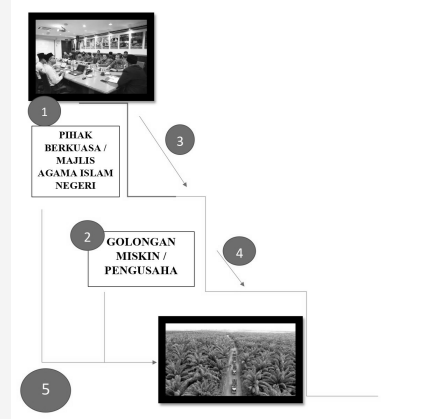 1
PIHAK
BERKUASA /
MAJLIS
AGAMA ISLAM
NEGERI
3
2
GOLONGAN
MISKIN /
PENGUSAHA
4
5